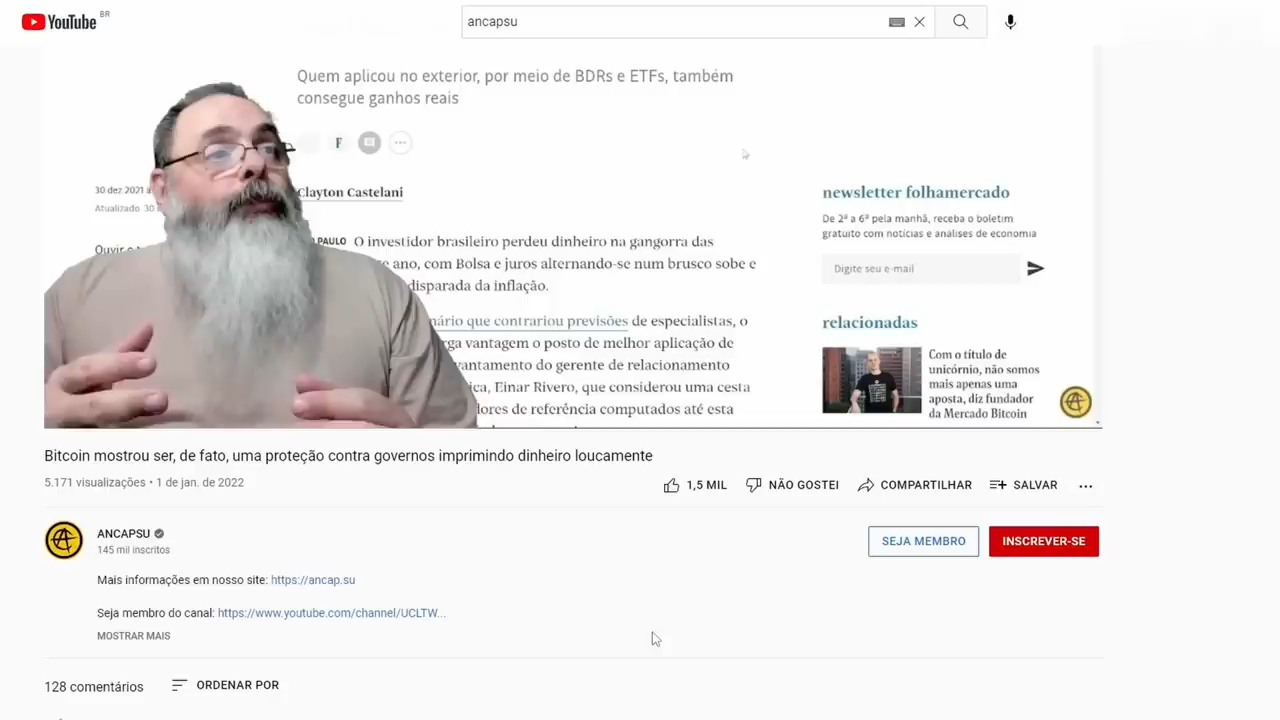 YouTube BR
ancapsu
Quem aplicou no exterior, por meio de BDRs e ETFs, também
consegue ganhos reais
F
30 dez 2021 à
Clayton Castelani
Atualizado 30
PAULO O investidor brasileiro perdeu dinheiro na gangorra das
ano, com Bolsa e juros alternando-se num brusco sobe e
disparada da inflação.
nário que contrariou previsões de especialistas, o
rga vantagem o posto de melhor aplicação de
vantamento do gerente de relacionamento
ica, Einar Rivero, que considerou uma cesta
dores de referência computados até esta
newsletter folhamercado
De 2ª a 6ª pela manhã, receba o boletim
gratuito com notícias e análises de economia
Digite seu e-mail
relacionadas
Com o título de
unicórnio, não somos
mais apenas uma
aposta, diz fundador
da Mercado Bitcoin
Bitcoin mostrou ser, de fato, uma proteção contra governos imprimindo dinheiro loucamente
5.171 visualizações • 1 de jan. de 2022
1,5 MIL NÃO GOSTEI COMPARTILHAR SALVAR
ANCAPSU
145 mil inscritos
SEJA MEMBRO INSCREVER-SE
Mais informações em nosso site: https://ancap.su
Seja membro do canal: https://www.youtube.com/channel/UCLTW...
MOSTRAR MAIS
128 comentários ORDENAR POR